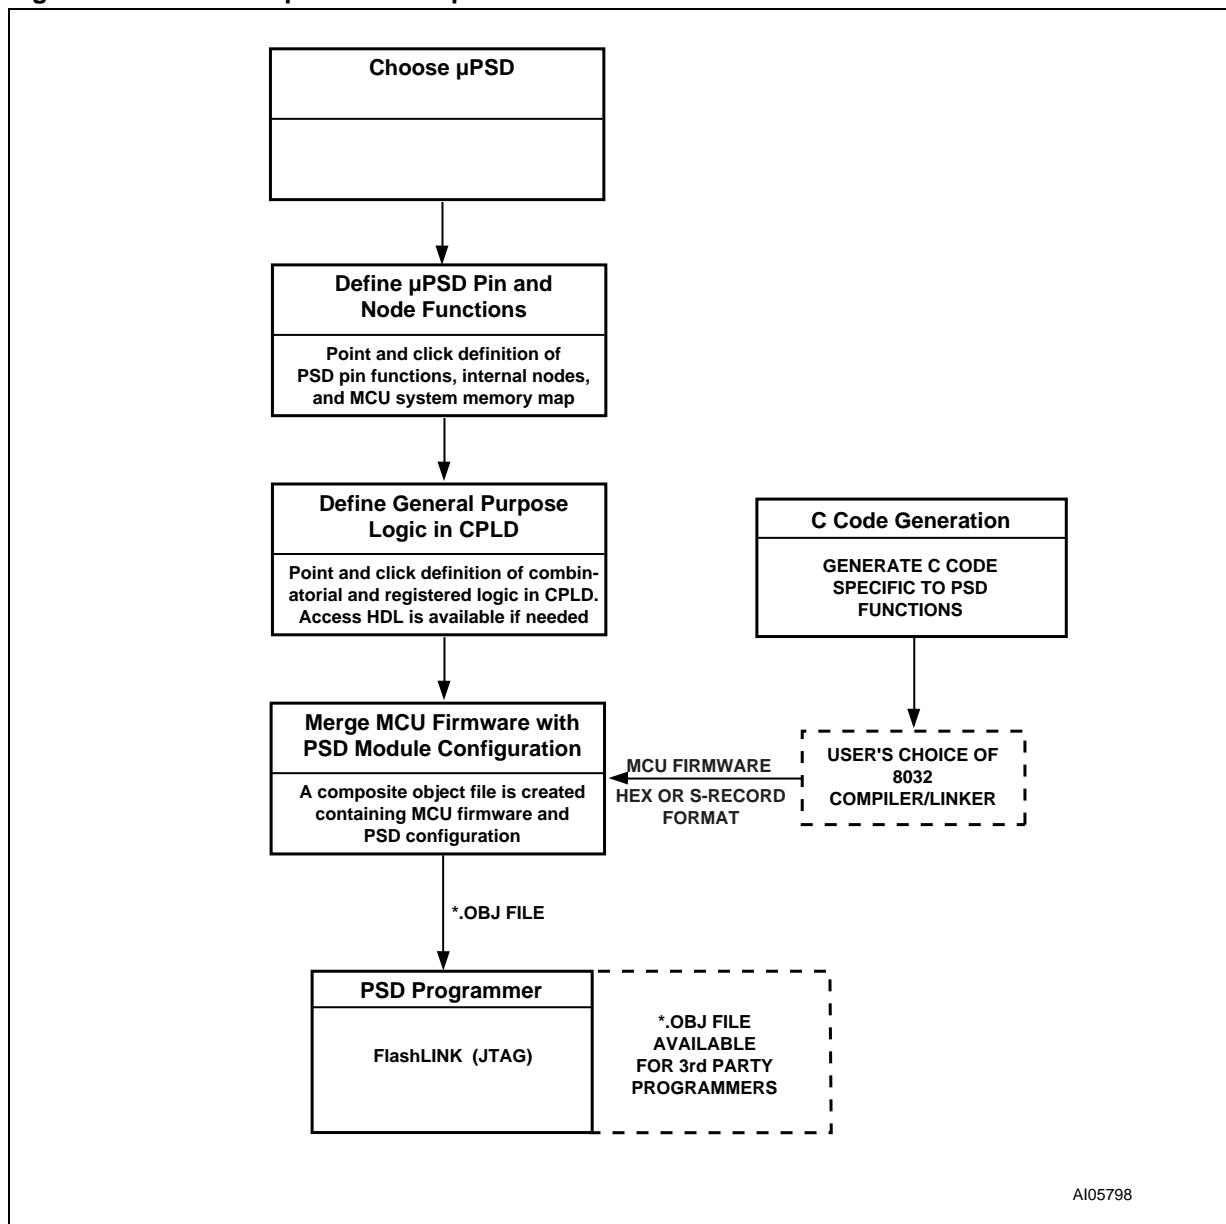 Choose µPSD
Define µPSD Pin and
Node Functions
Point and click definition of
PSD pin functions, internal nodes,
and MCU system memory map
Define General Purpose
Logic in CPLD
Point and click definition of combin-
atorial and registered logic in CPLD.
Access HDL is available if needed
C Code Generation
GENERATE C CODE
SPECIFIC TO PSD
FUNCTIONS
Merge MCU Firmware with
PSD Module Configuration
A composite object file is created
containing MCU firmware and
PSD configuration
MCU FIRMWARE
HEX OR S-RECORD
FORMAT
USER'S CHOICE OF
8032
COMPILER/LINKER
*.OBJ FILE
PSD Programmer
FlashLINK (JTAG)
*.OBJ FILE
AVAILABLE
FOR 3rd PARTY
PROGRAMMERS
AI05798